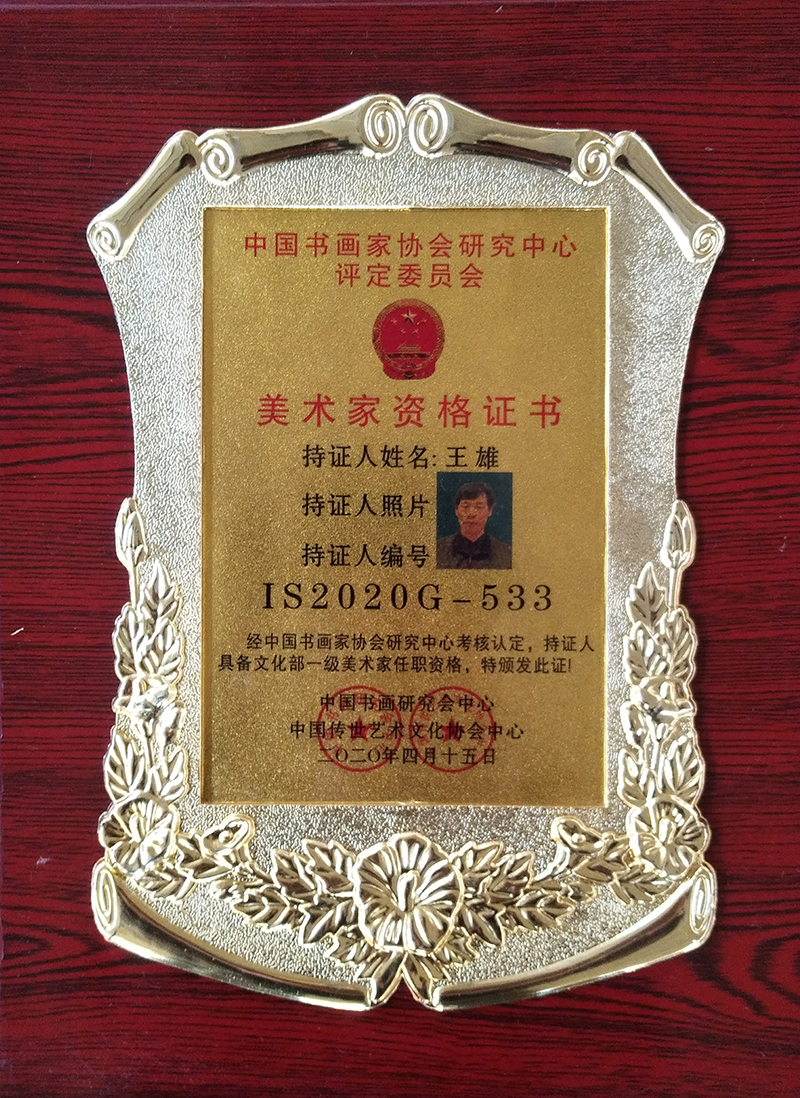 中国书画家协会研究中心
评定委员会
美术家资格证书
持证人姓名: 王 雄
持证人照片
持证人编号
IS2020G-533
经中国书画家协会研究中心考核认定，持证人
具备文化部一级美术家任职资格，特颁发此证!
中国书画研究会中心
中国传世艺术文化协会中心
二〇二〇年四月十五日